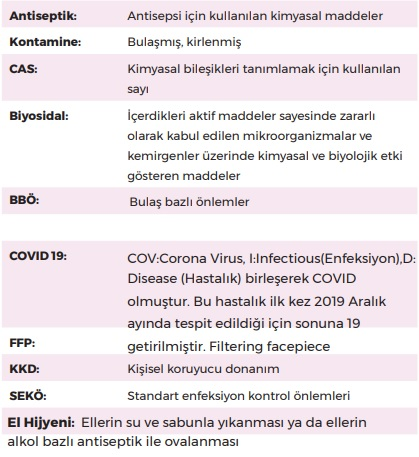 Antiseptik: Antisepsi için kullanılan kimyasal maddeler
Kontamine: Bulaşmış, kirlenmiş
CAS: Kimyasal bileşikleri tanımlamak için kullanılan
sayı
Biyosidal: İçerdikleri aktif maddeler sayesinde zararlı
olarak kabul edilen mikroorganizmalar ve
kemirgenler üzerinde kimyasal ve biyolojik etki
gösteren maddeler
BBÖ: Bulaş bazlı önlemler
COVID 19: COV:Corona Virus, I:Infectious(Enfeksiyon),D:
Disease (Hastalık) birleşerek COVID
olmuştur. Bu hastalık ilk kez 2019 Aralık
ayında tespit edildiği için sonuna 19
FFP: getirilmiştir. Filtering facepiece
KKD: Kişisel koruyucu donanım
SEKÖ: Standart enfeksiyon kontrol önlemleri
El Hijyeni: Ellerin su ve sabunla yıkanması ya da ellerin
alkol bazlı antiseptik ile ovalanması